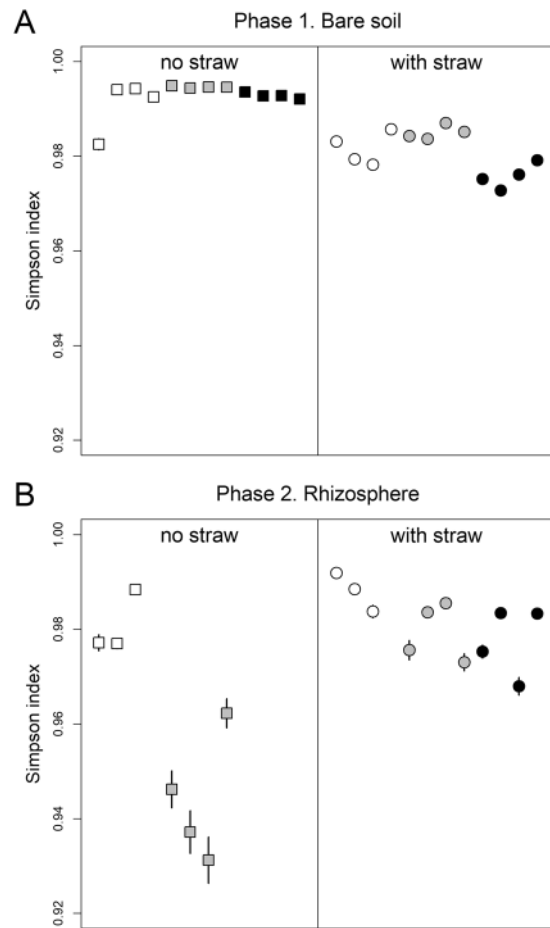 A
Phase 1. Bare soil
no straw
with straw
Simpson index
1.00
0.98
0.96
0.94
0.92
B
Phase 2. Rhizosphere
no straw
with straw
Simpson index
1.00
0.98
0.96
0.94
0.92